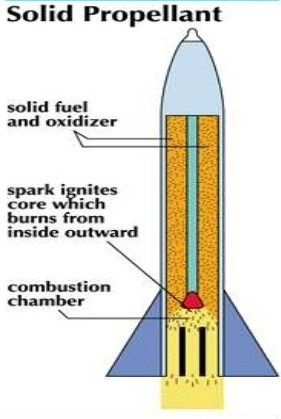 Solid Propellant
solid fuel
and oxidizer
spark ignites
core which
burns from
inside outward
combustion
chamber